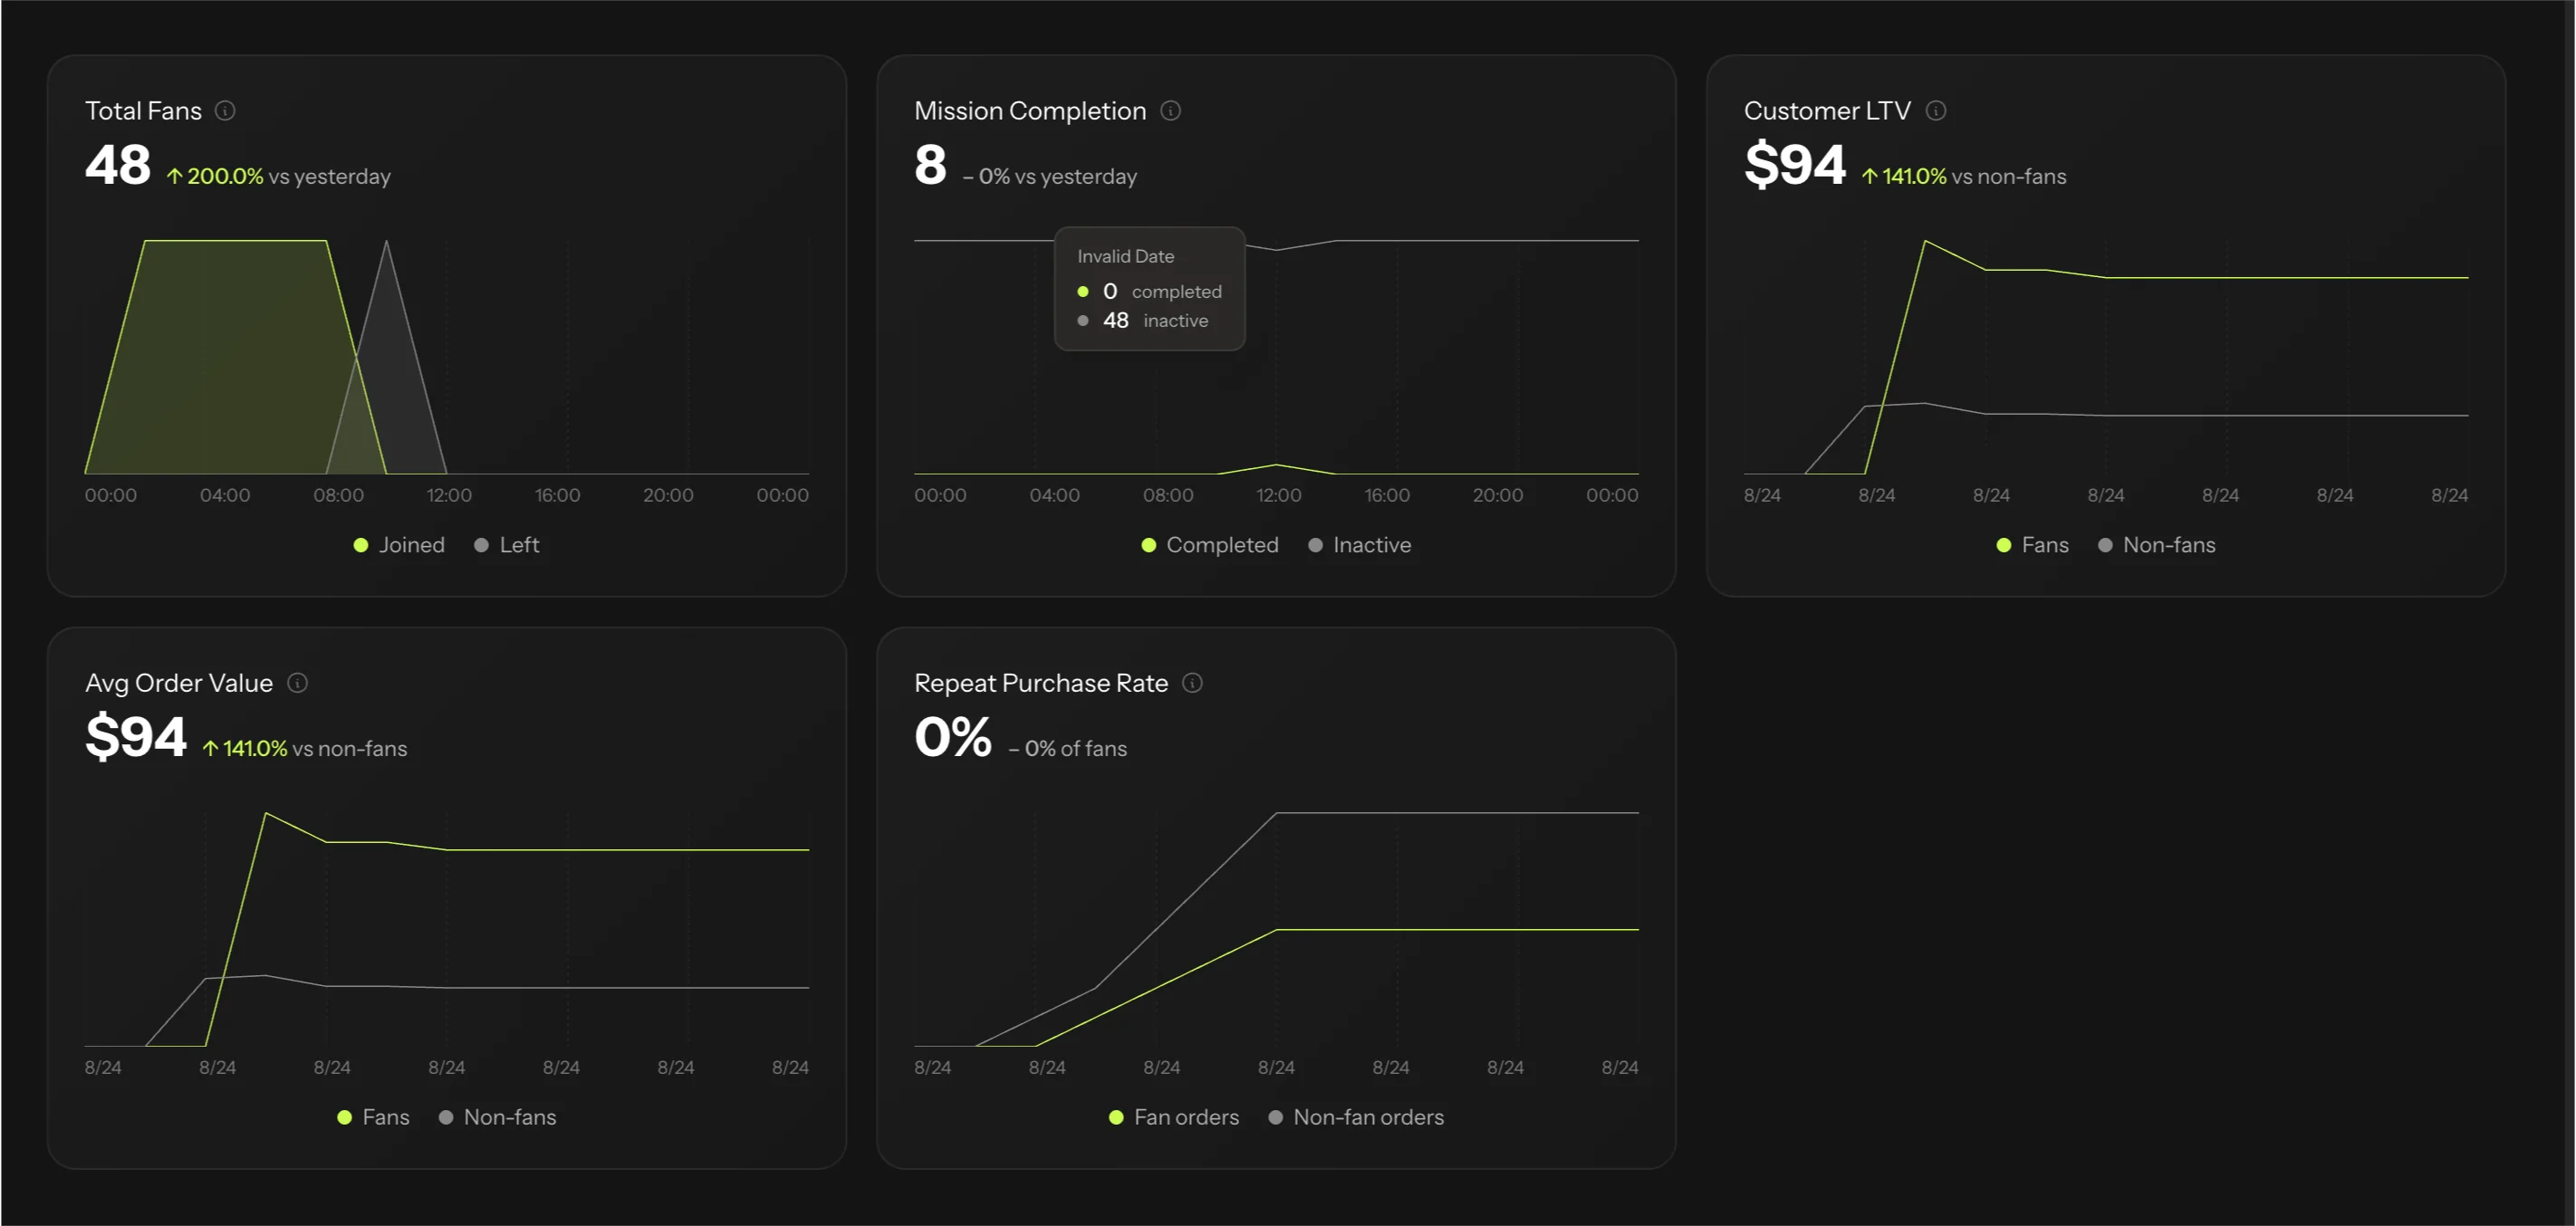 Total Fans
48 ↑ 200.0% vs yesterday
00:00 04:00 08:00 12:00 16:00 20:00 00:00
Joined Left
Mission Completion
8 – 0% vs yesterday
Invalid Date
0 completed
48 inactive
00:00 04:00 08:00 12:00 16:00 20:00 00:00
Completed Inactive
Customer LTV
$94 ↑ 141.0% vs non-fans
8/24 8/24 8/24 8/24 8/24 8/24 8/24
Fans Non-fans
Avg Order Value
$94 ↑ 141.0% vs non-fans
8/24 8/24 8/24 8/24 8/24 8/24 8/24
Fans Non-fans
Repeat Purchase Rate
0% – 0% of fans
8/24 8/24 8/24 8/24 8/24 8/24 8/24
Fan orders Non-fan orders